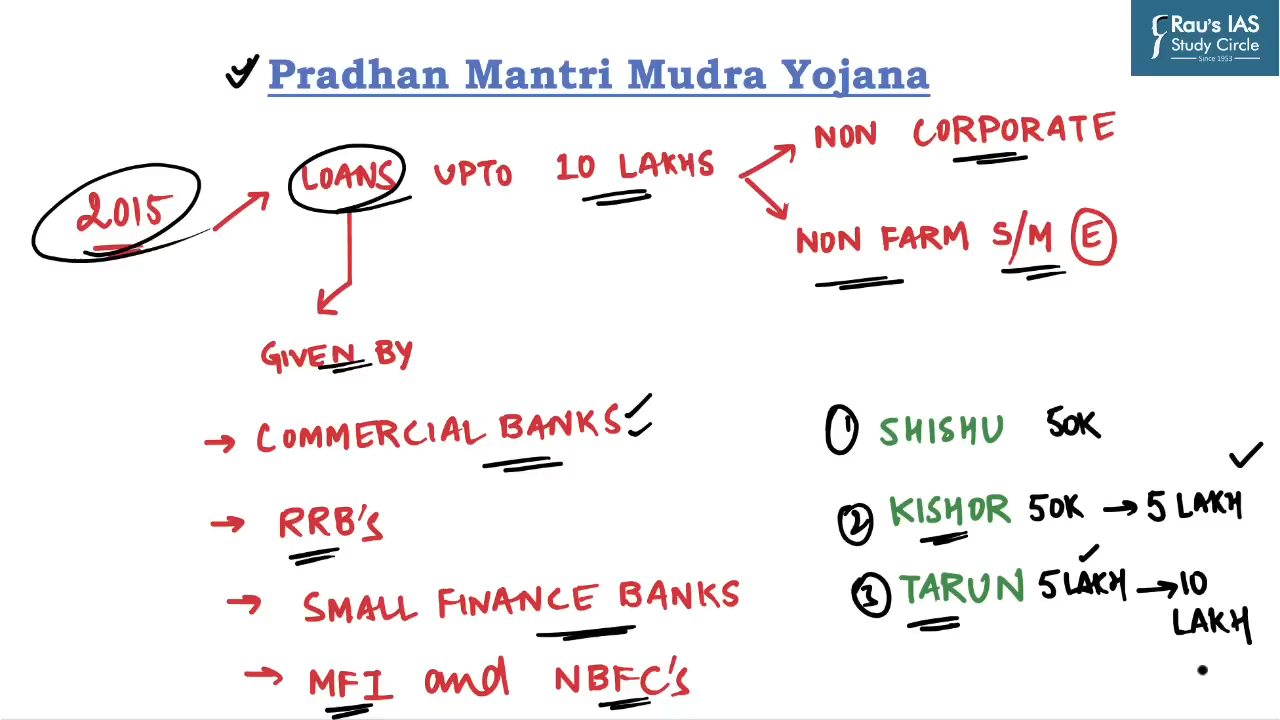 Rau's IAS
Study Circle
Since 1953
Pradhan Mantri Mudra Yojana
2015
LOANS UPTO 10 LAKHS
NON CORPORATE
NON FARM S/M E
GIVEN BY
→ COMMERCIAL BANKS
→ RRB's
→ SMALL FINANCE BANKS
→ MFI and NBFC's
1 SHISHU 50K
2 KISHOR 50K → 5 LAKH
3 TARUN 5 LAKH → 10
LAKH